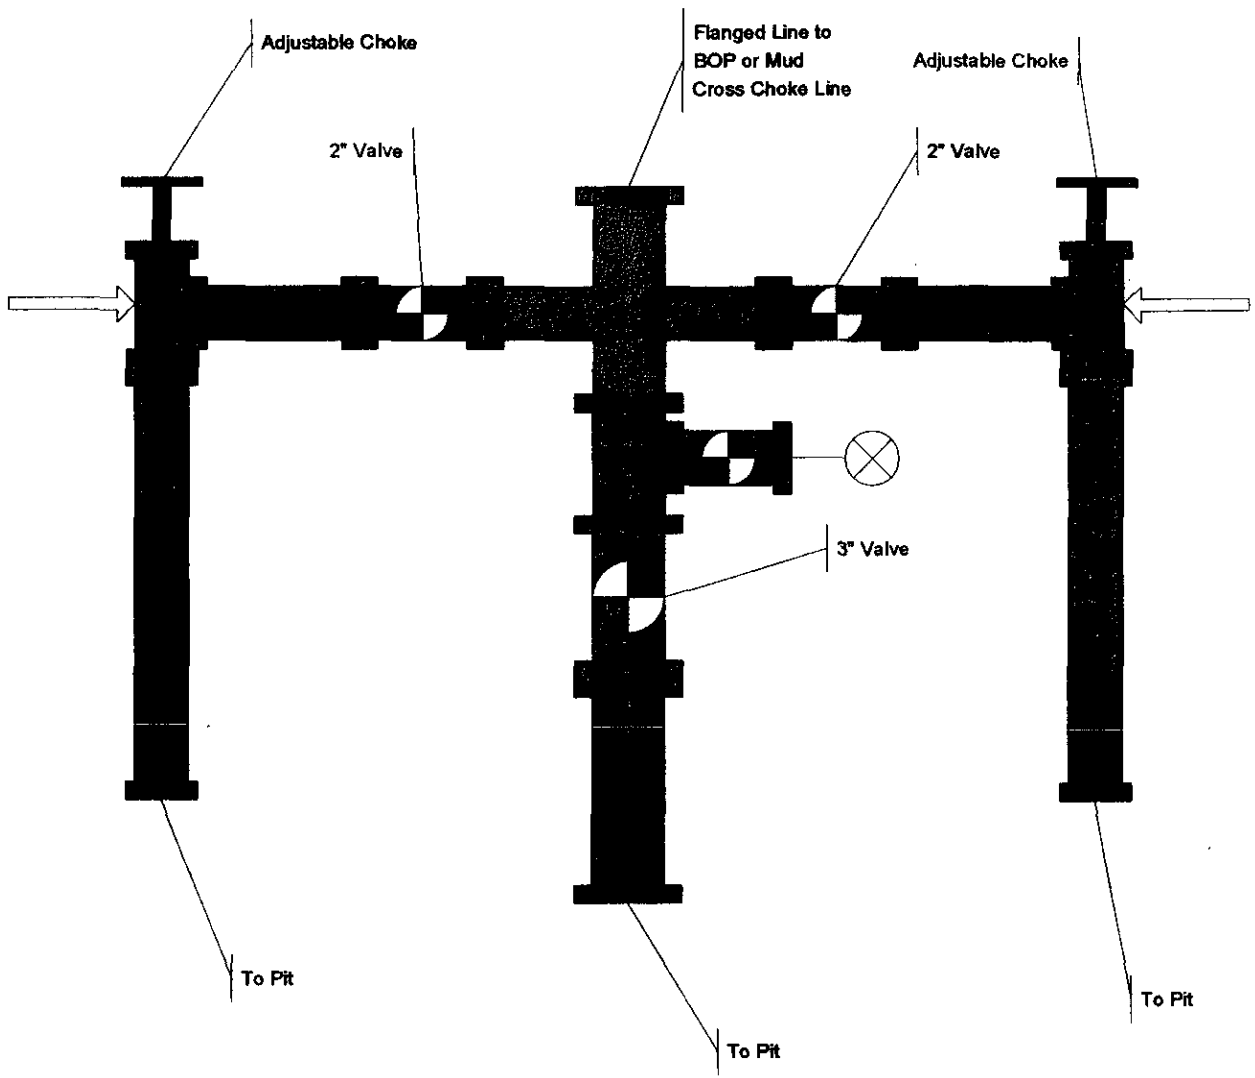 Adjustable Choke
Flanged Line to
BOP or Mud
Cross Choke Line
Adjustable Choke
2" Valve
2" Valve
3" Valve
To Pit
To Pit
To Pit